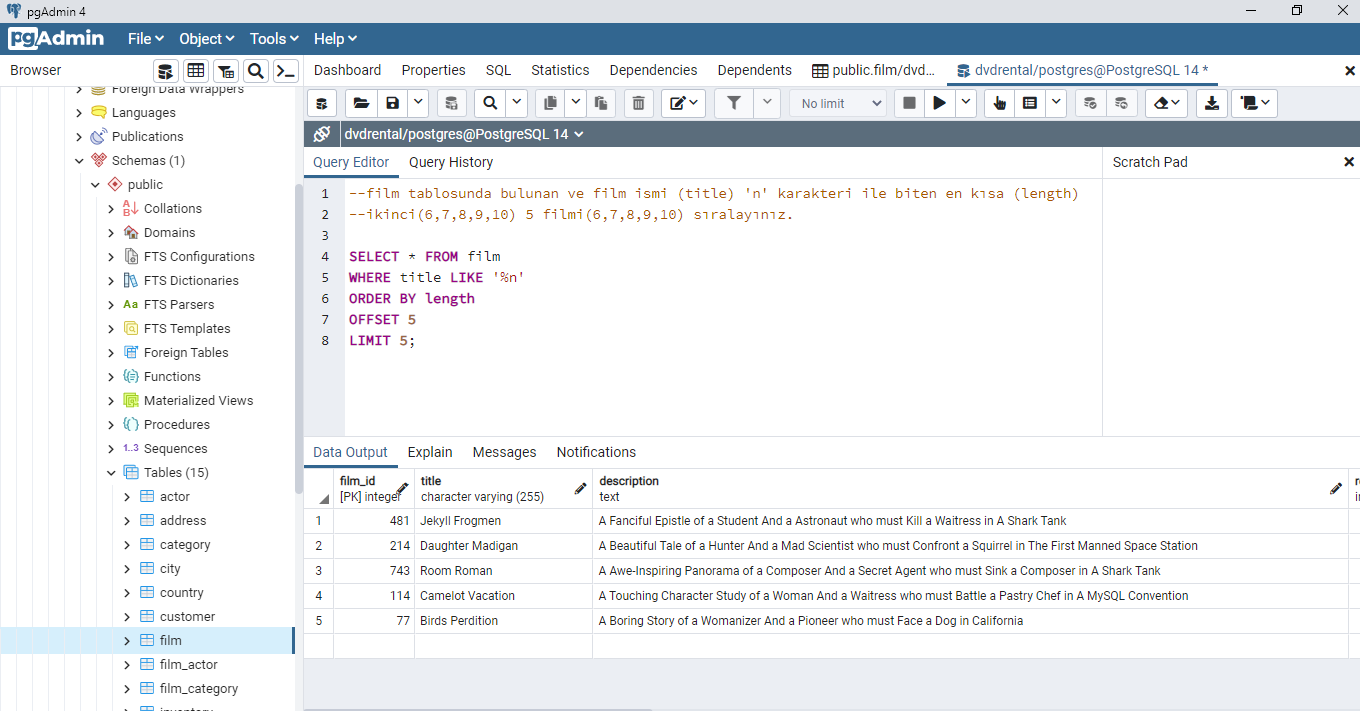 pgAdmin 4
pgAdmin File Object Tools Help
Browser
Dashboard Properties SQL Statistics Dependencies Dependents public.film/dvd... dvdrental/postgres@PostgreSQL 14 *
No limit
dvdrental/postgres@PostgreSQL 14
Query Editor Query History
Scratch Pad
Foreign Data Wrappers
Languages
Publications
Schemas (1)
public
Collations
Domains
FTS Configurations
FTS Dictionaries
Aa FTS Parsers
FTS Templates
Foreign Tables
Functions
Materialized Views
Procedures
1..3 Sequences
Tables (15)
actor
address
category
city
country
customer
film
film_actor
film_category
inventory
1 --film tablosunda bulunan ve film ismi (title) 'n' karakteri ile biten en kısa (length)
2 --ikinci(6,7,8,9,10) 5 filmi(6,7,8,9,10) sıralayınız.
3
4 SELECT * FROM film
5 WHERE title LIKE '%n'
6 ORDER BY length
7 OFFSET 5
8 LIMIT 5;
Data Output Explain Messages Notifications
film_id title description
[PK] integer character varying (255) text
1 481 Jekyll Frogmen A Fanciful Epistle of a Student And a Astronaut who must Kill a Waitress in A Shark Tank
2 214 Daughter Madigan A Beautiful Tale of a Hunter And a Mad Scientist who must Confront a Squirrel in The First Manned Space Station
3 743 Room Roman A Awe-Inspiring Panorama of a Composer And a Secret Agent who must Sink a Composer in A Shark Tank
4 114 Camelot Vacation A Touching Character Study of a Woman And a Waitress who must Battle a Pastry Chef in A MySQL Convention
5 77 Birds Perdition A Boring Story of a Womanizer And a Pioneer who must Face a Dog in California